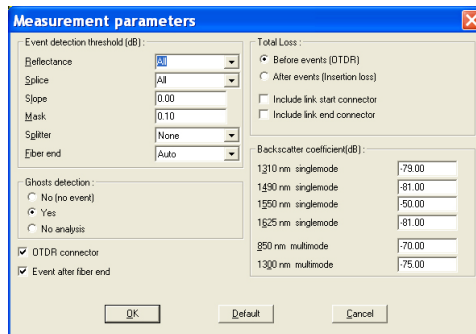 Measurement parameters
Event detection threshold (dB) :
Reflectance All
Splice All
Slope 0.00
Mask 0.10
Splitter None
Fiber end Auto
Ghosts detection :
No (no event)
Yes
No analysis
OTDR connector
Event after fiber end
Total Loss :
Before events (OTDR)
After events (Insertion loss)
Include link start connector
Include link end connector
Backscatter coefficient(dB) :
1310 nm singlemode -79.00
1490 nm singlemode -81.00
1550 nm singlemode -50.00
1625 nm singlemode -81.00
850 nm multimode -70.00
1300 nm multimode -75.00
OK Default Cancel